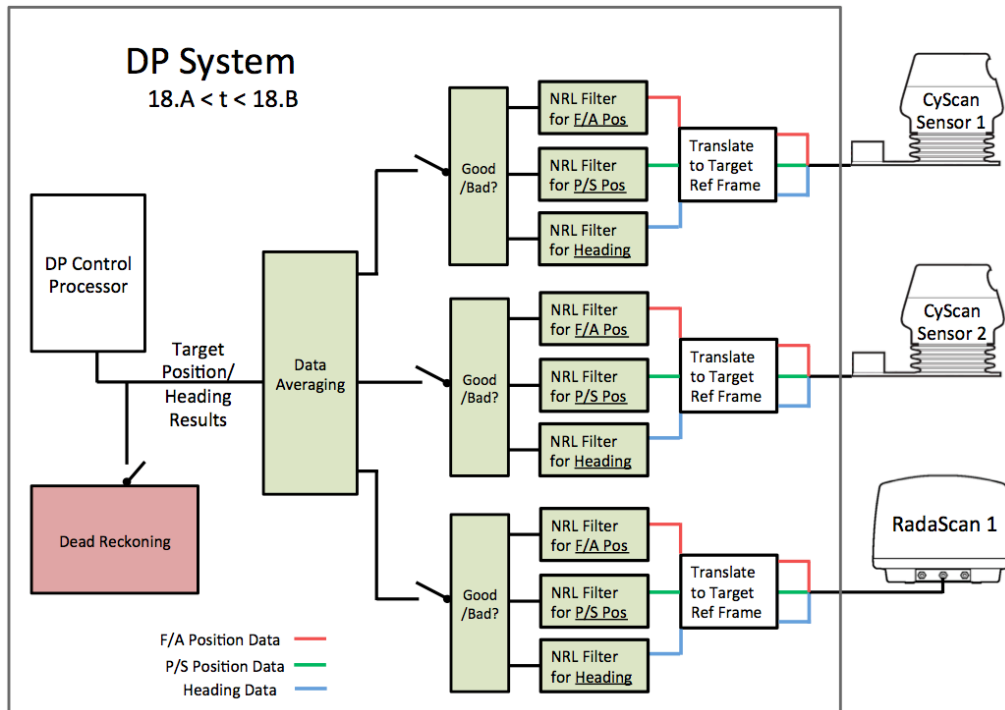 DP System
18.A < t < 18.B
DP Control
Processor
Target
Position/
Heading
Results
Dead Reckoning
Data
Averaging
Good
/Bad?
NRL Filter
for F/A Pos
NRL Filter
for P/S Pos
NRL Filter
for Heading
Translate
to Target
Ref Frame
CyScan
Sensor 1
Good
/Bad?
NRL Filter
for F/A Pos
NRL Filter
for P/S Pos
NRL Filter
for Heading
Translate
to Target
Ref Frame
CyScan
Sensor 2
Good
/Bad?
NRL Filter
for F/A Pos
NRL Filter
for P/S Pos
NRL Filter
for Heading
Translate
to Target
Ref Frame
RadaScan 1
F/A Position Data
P/S Position Data
Heading Data